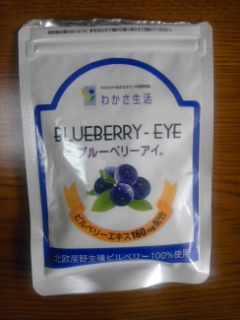 わかさ生活
BLUEBERRY-EYE
ブルーベリーアイ。
ビルベリーエキス160mg配合
北欧産野生種ビルベリー100%使用